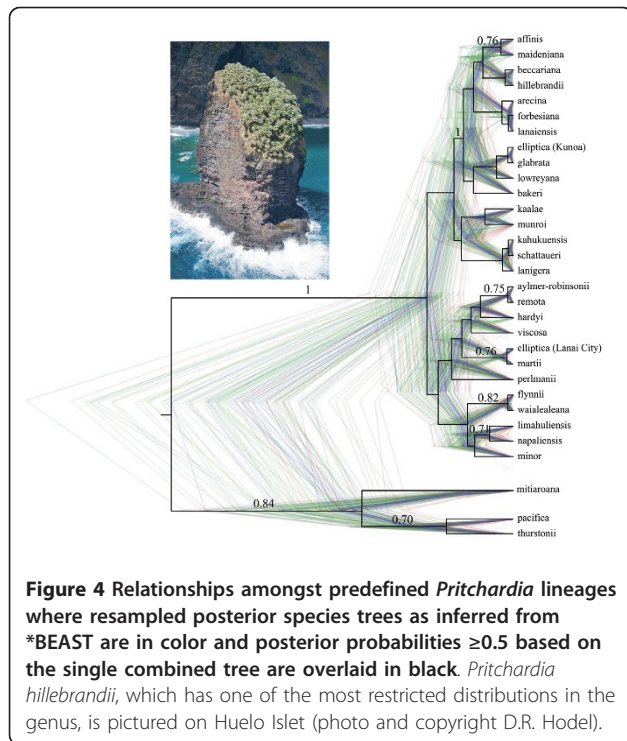 0.76
affinis
maideniana
beccariana
hillebrandii
arecina
forbesiana
lanaiensis
1
elliptica (Kunoa)
glabrata
lowreyana
bakeri
kaalae
munroi
kahukuensis
schattaueri
lanigera
1
0.75
aylmer-robinsonii
remota
hardyi
viscosa
elliptica (Lanai City)
0.76
martii
perlmanii
0.82
flynnii
waialealeana
0.71
limahuliensis
napaliensis
minor
mitiaroana
0.84
0.70
pacifica
thurstonii
Figure 4 Relationships amongst predefined Pritchardia lineages
where resampled posterior species trees as inferred from
*BEAST are in color and posterior probabilities ≥0.5 based on
the single combined tree are overlaid in black. Pritchardia
hillebrandii, which has one of the most restricted distributions in the
genus, is pictured on Huelo Islet (photo and copyright D.R. Hodel).